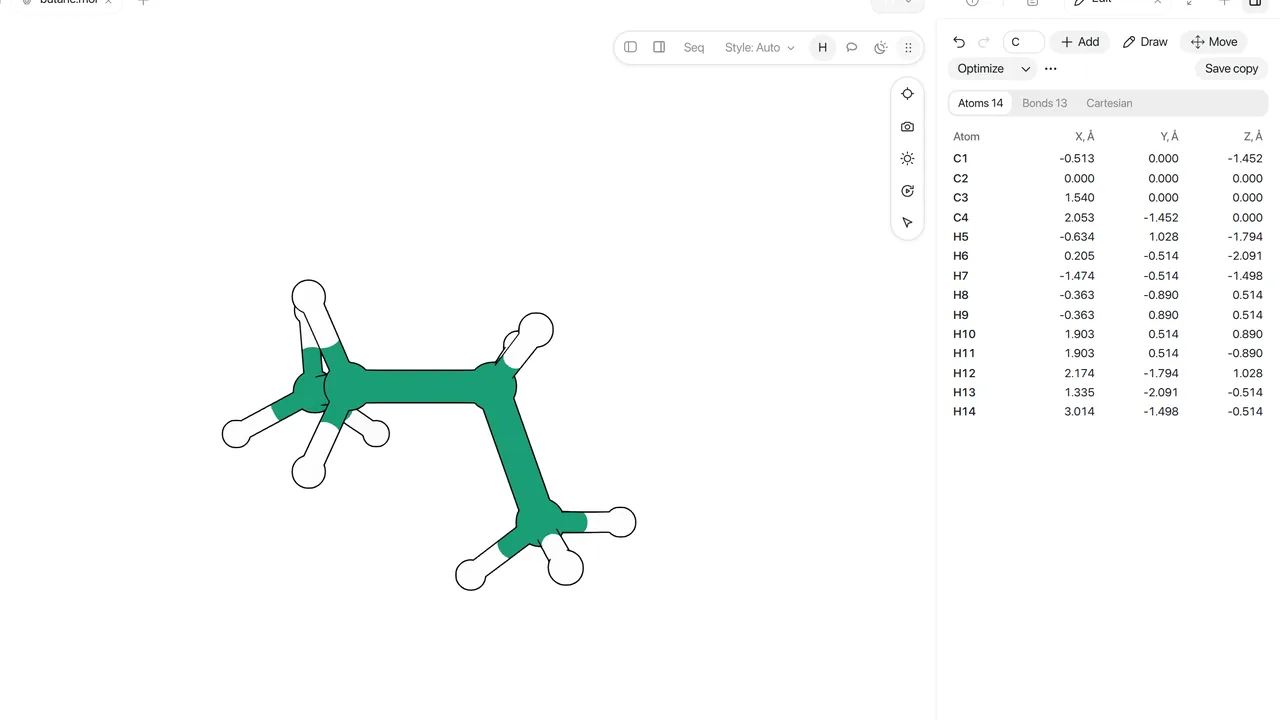 butane.mol
Edit
Seq Style: Auto H
C Add Draw Move
Optimize Save copy
Atoms 14 Bonds 13 Cartesian
Atom X, Å Y, Å Z, Å
C1 -0.513 0.000 -1.452
C2 0.000 0.000 0.000
C3 1.540 0.000 0.000
C4 2.053 -1.452 0.000
H5 -0.634 1.028 -1.794
H6 0.205 -0.514 -2.091
H7 -1.474 -0.514 -1.498
H8 -0.363 -0.890 0.514
H9 -0.363 0.890 0.514
H10 1.903 0.514 0.890
H11 1.903 0.514 -0.890
H12 2.174 -1.794 1.028
H13 1.335 -2.091 -0.514
H14 3.014 -1.498 -0.514